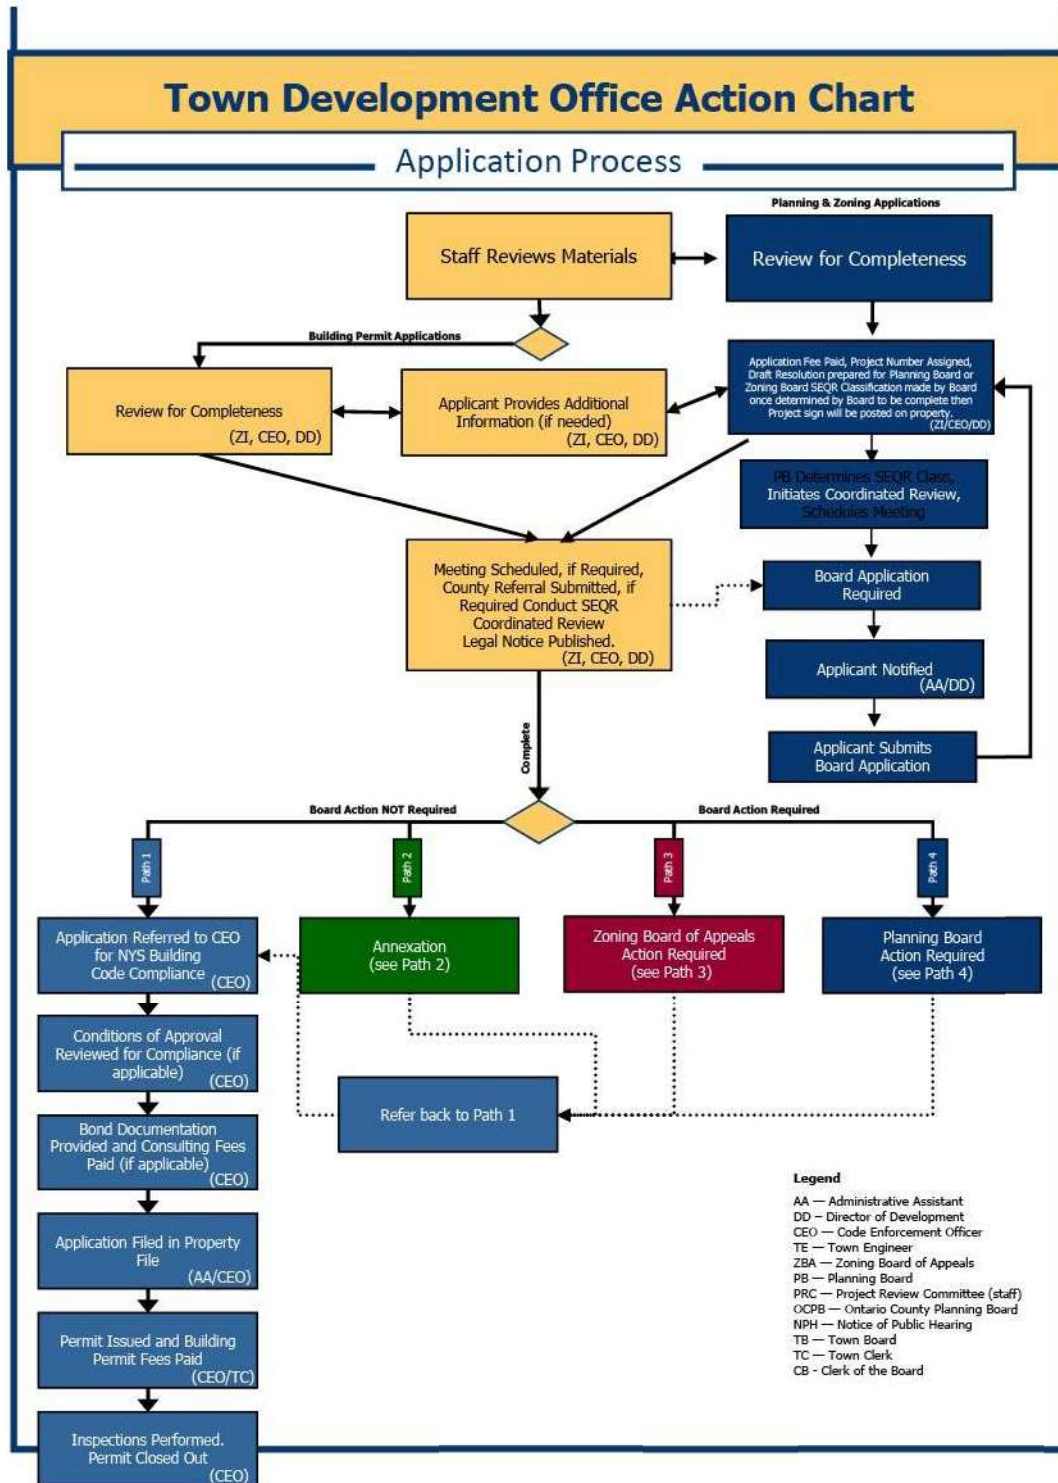 Town Development Office Action Chart
Application Process
Planning & Zoning Applications
Staff Reviews Materials
Review for Completeness
Building Permit Applications
Review for Completeness
(ZI, CEO, DD)
Applicant Provides Additional
Information (if needed)
(ZI, CEO, DD)
Application Fee Paid, Project Number Assigned,
Draft Resolution prepared for Planning Board or
Zoning Board SEQR Classification made by Board
once determined by Board to be complete then
Project sign will be posted on property.
(ZI/CEO/DD)
PB Determines SEQR Class,
Initiates Coordinated Review,
Schedules Meeting
Meeting Scheduled, if Required,
County Referral Submitted, if
Required Conduct SEQR
Coordinated Review
Legal Notice Published.
(ZI, CEO, DD)
Board Application
Required
Applicant Notified
(AA/DD)
Applicant Submits
Board Application
Complete
Board Action NOT Required
Board Action Required
Path 1
Path 2
Path 3
Path 4
Application Referred to CEO
for NYS Building
Code Compliance
(CEO)
Annexation
(see Path 2)
Zoning Board of Appeals
Action Required
(see Path 3)
Planning Board
Action Required
(see Path 4)
Conditions of Approval
Reviewed for Compliance (if
applicable)
(CEO)
Refer back to Path 1
Bond Documentation
Provided and Consulting Fees
Paid (if applicable)
(CEO)
Application Filed in Property
File
(AA/CEO)
Permit Issued and Building
Permit Fees Paid
(CEO/TC)
Inspections Performed.
Permit Closed Out
(CEO)
Legend
AA — Administrative Assistant
DD – Director of Development
CEO — Code Enforcement Officer
TE — Town Engineer
ZBA — Zoning Board of Appeals
PB — Planning Board
PRC — Project Review Committee (staff)
OCPB — Ontario County Planning Board
NPH — Notice of Public Hearing
TB — Town Board
TC — Town Clerk
CB - Clerk of the Board